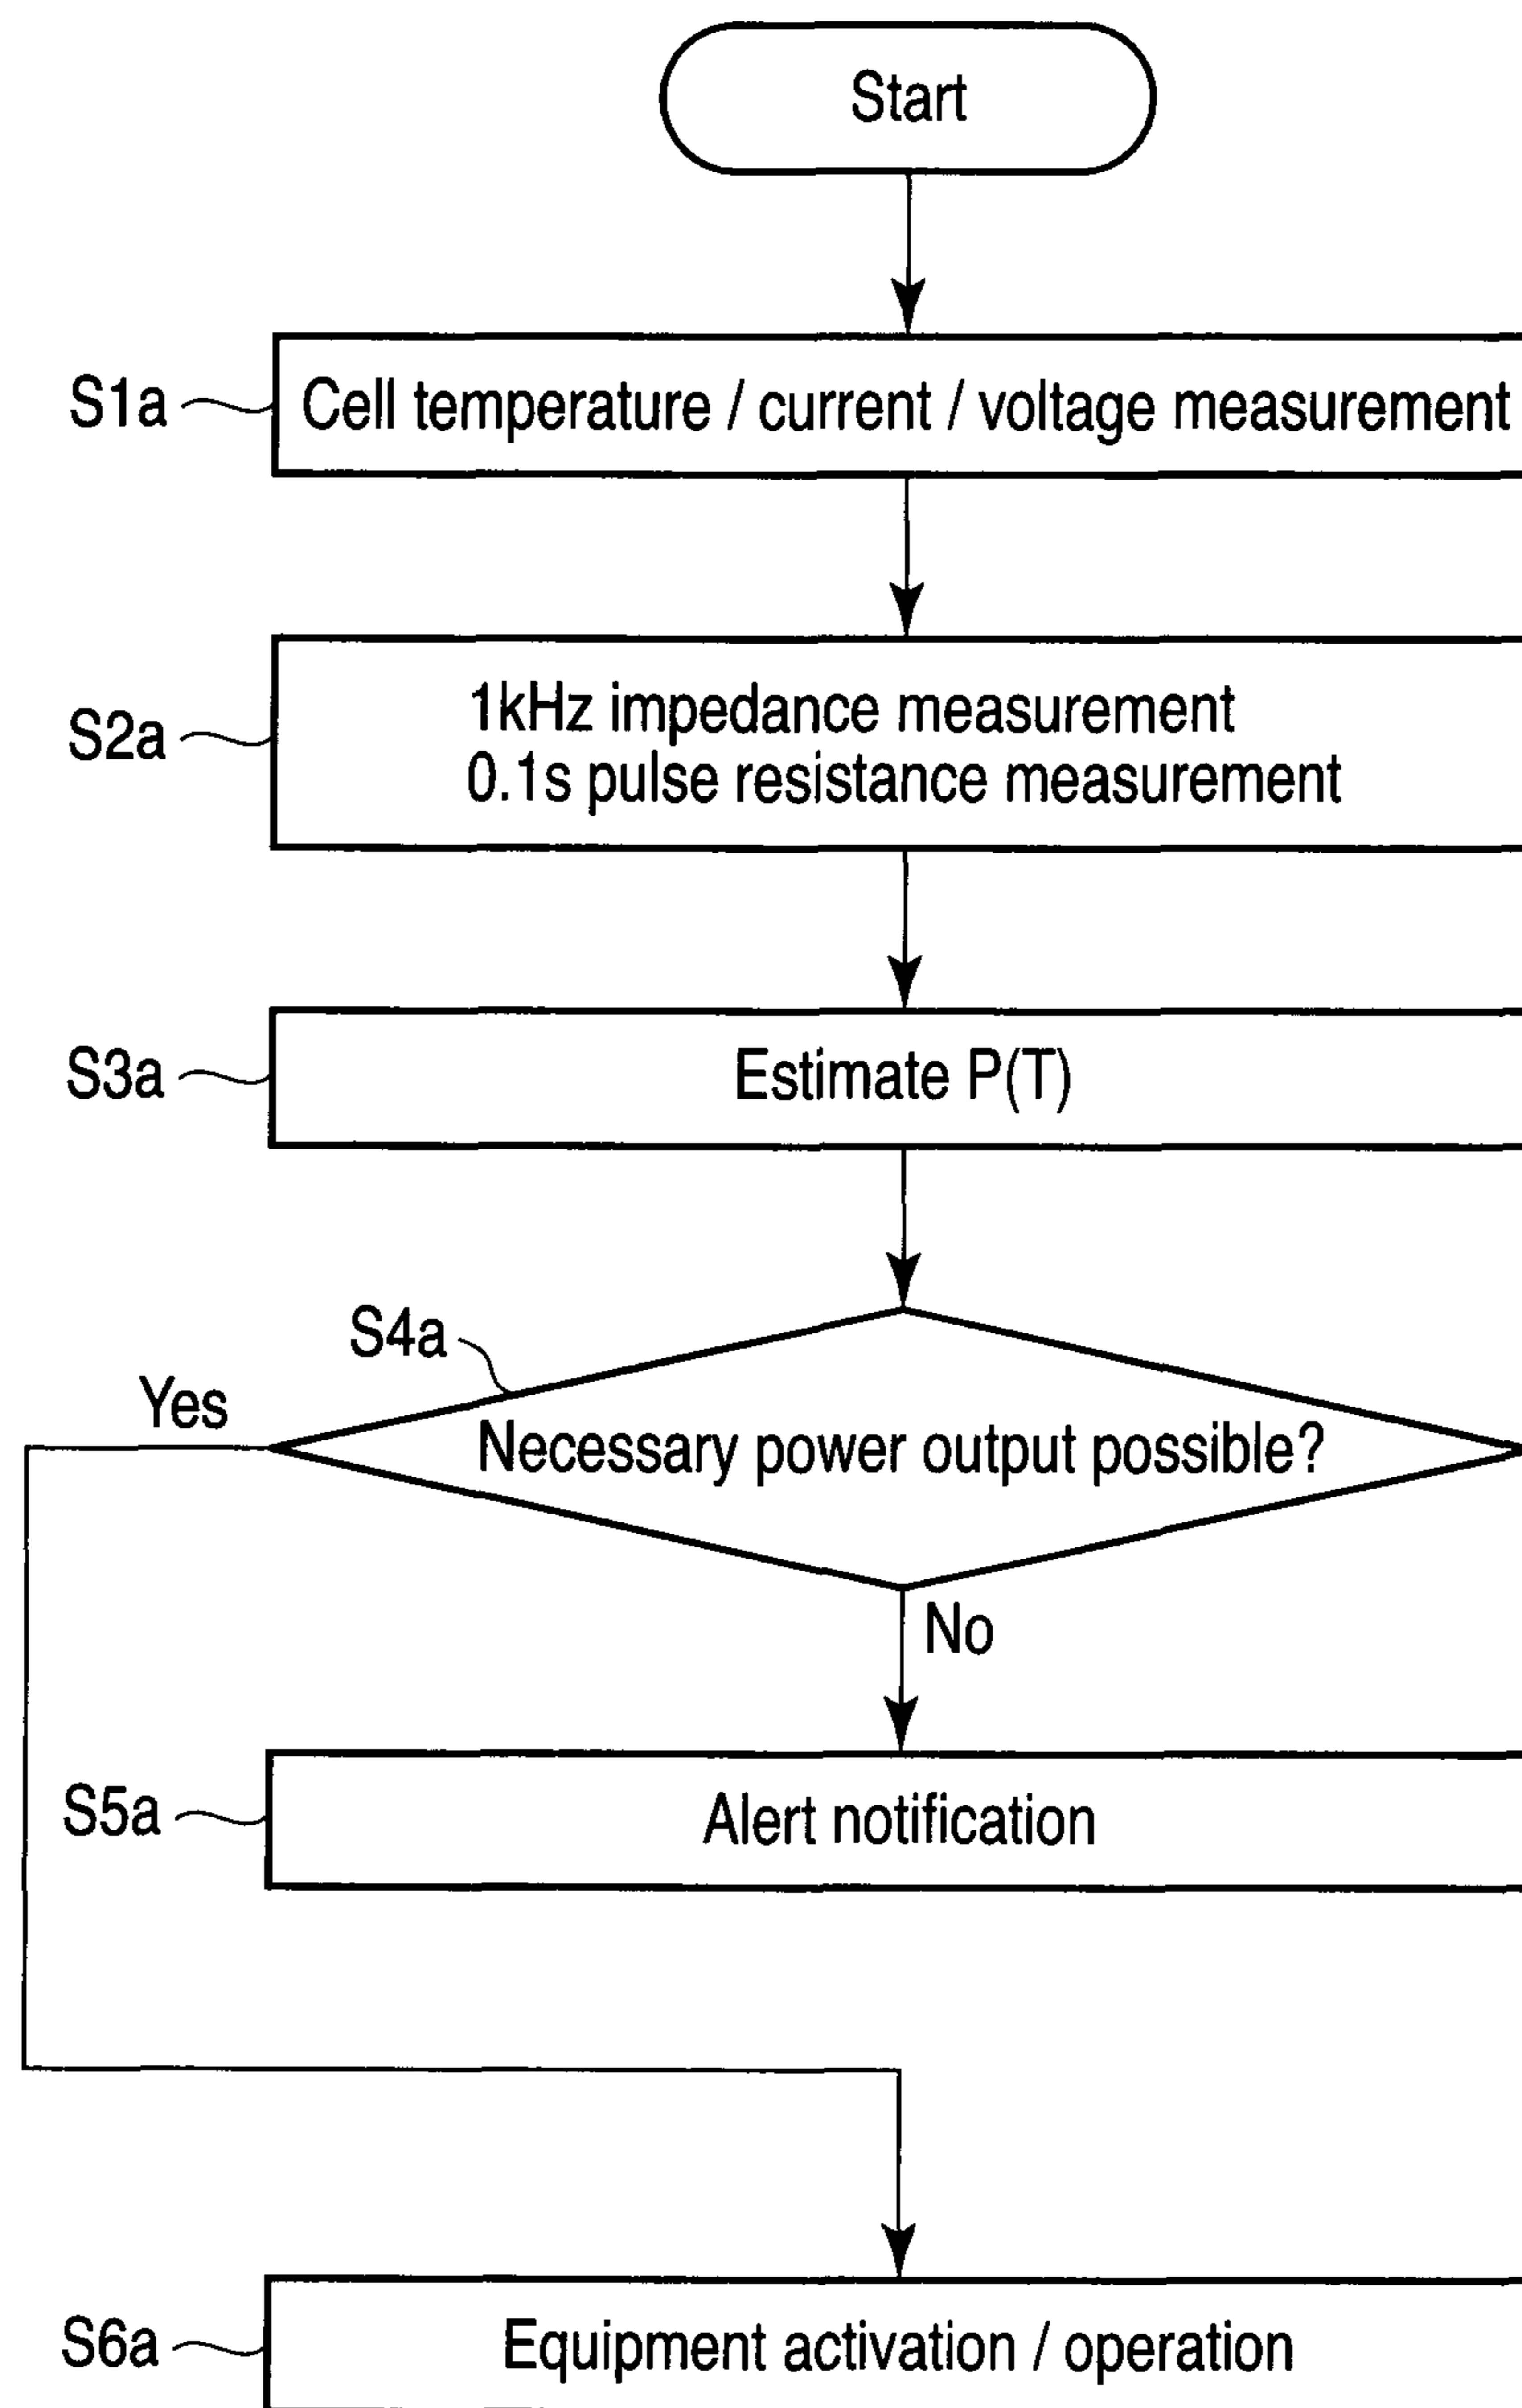 Start
S1a
Cell temperature / current / voltage measurement
S2a
1kHz impedance measurement
0.1s pulse resistance measurement
S3a
Estimate P(T)
S4a
Yes
Necessary power output possible?
No
S5a
Alert notification
S6a
Equipment activation / operation